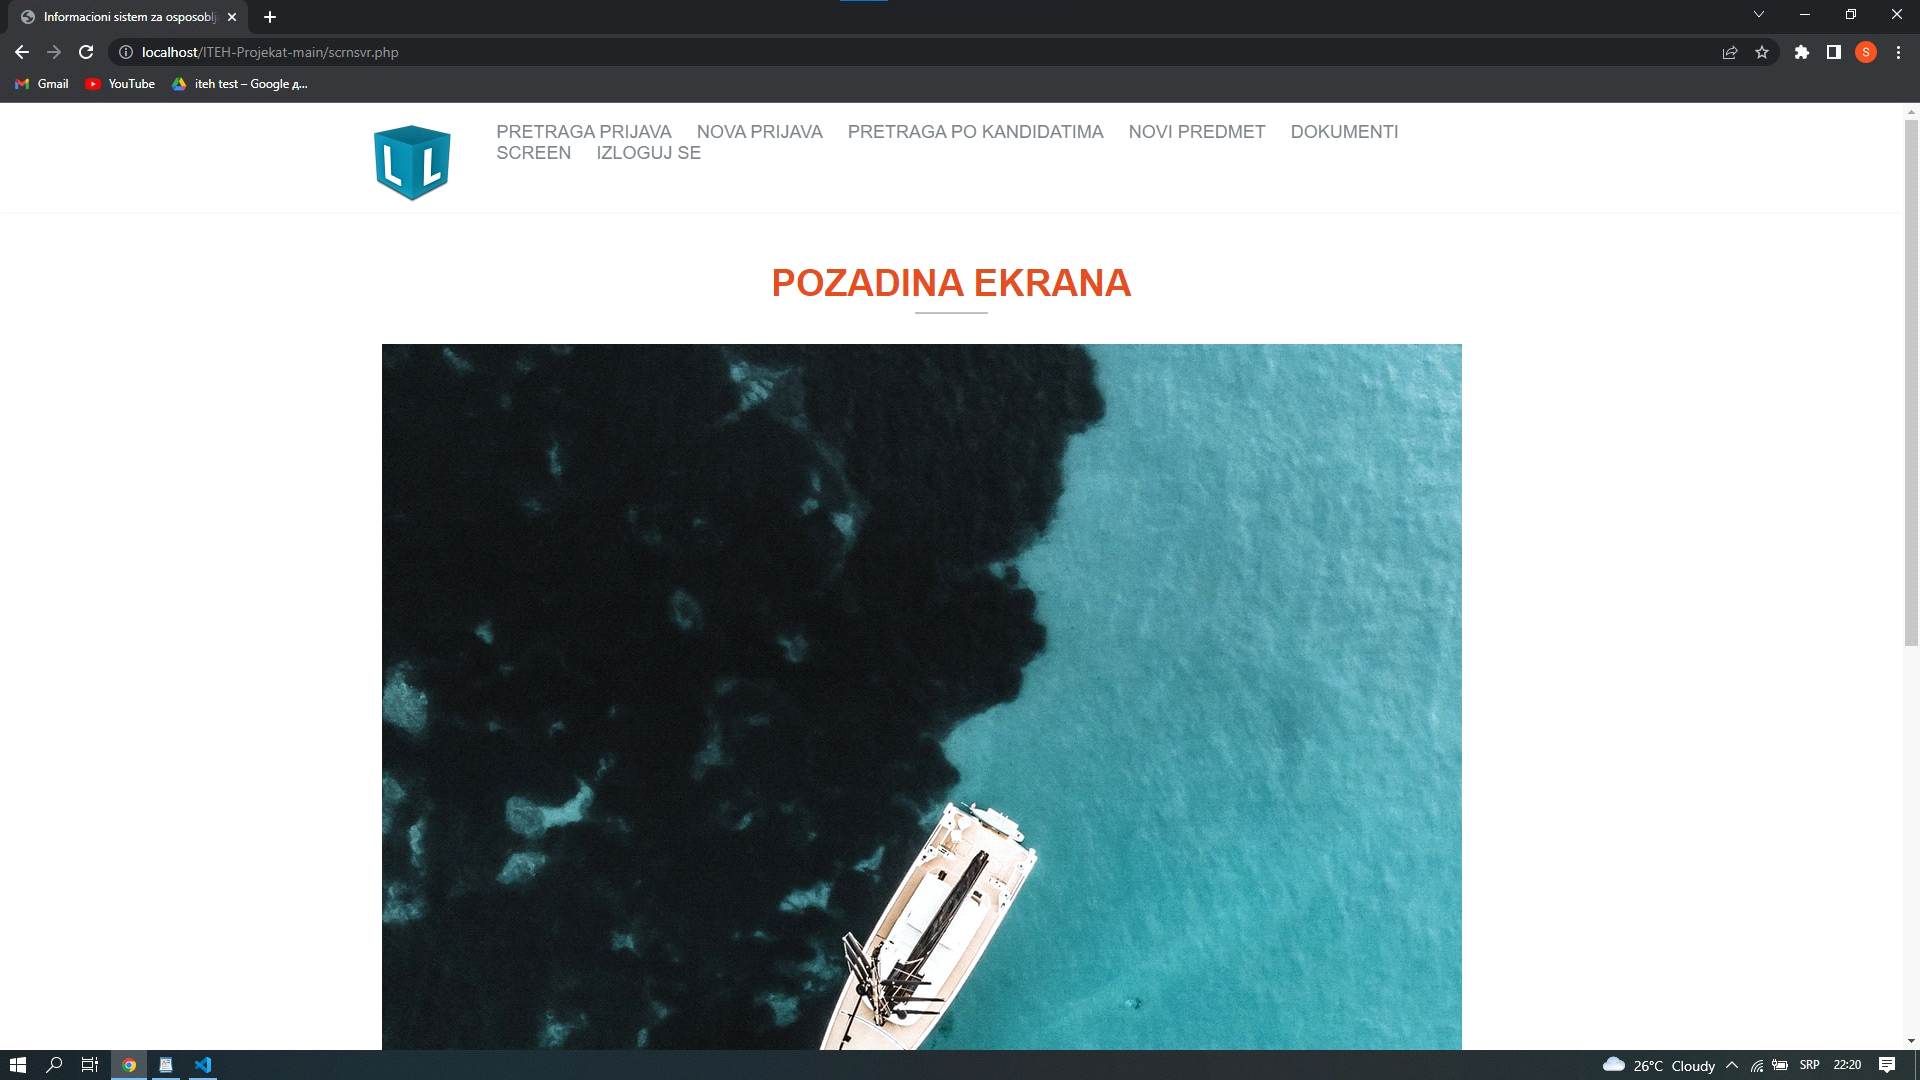 Informacioni sistem za osposoblj
localhost/ITEH-Projekat-main/scrnsvr.php
S
Gmail YouTube iteh test – Google д...
LL
PRETRAGA PRIJAVA NOVA PRIJAVA PRETRAGA PO KANDIDATIMA NOVI PREDMET DOKUMENTI
SCREEN IZLOGUJ SE
POZADINA EKRANA
26°C Cloudy SRP 22:20